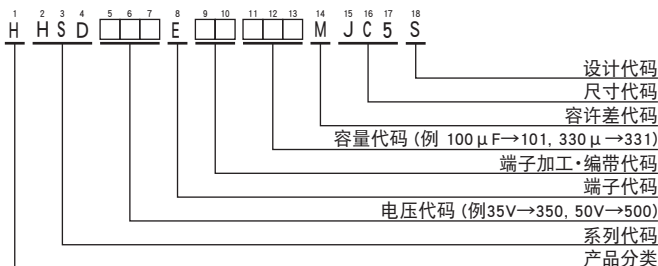 1 2 3 4 5 6 7 8 9 10 11 12 13 14 15 16 17 18
H HSD E M JC5 S
设计代码
尺寸代码
容许差代码
容量代码 (例 100μF→101, 330μ→331)
端子加工・编带代码
端子代码
电压代码 (例35V→350, 50V→500)
系列代码
产品分类